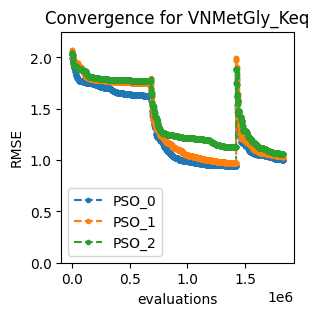 Convergence for VNMetGly_Keq
RMSE
2.0
1.5
1.0
0.5
0.0
PSO_0
PSO_1
PSO_2
0.0
0.5
1.0
1.5
1e6
evaluations